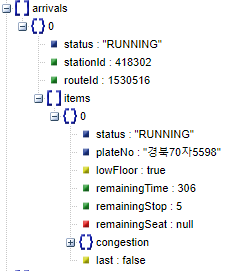 arrivals
0
status : "RUNNING"
stationId : 418302
routeId : 1530516
items
0
status : "RUNNING"
plateNo : "경북70자5598"
lowFloor : true
remainingTime : 306
remainingStop : 5
remainingSeat : null
congestion
last : false